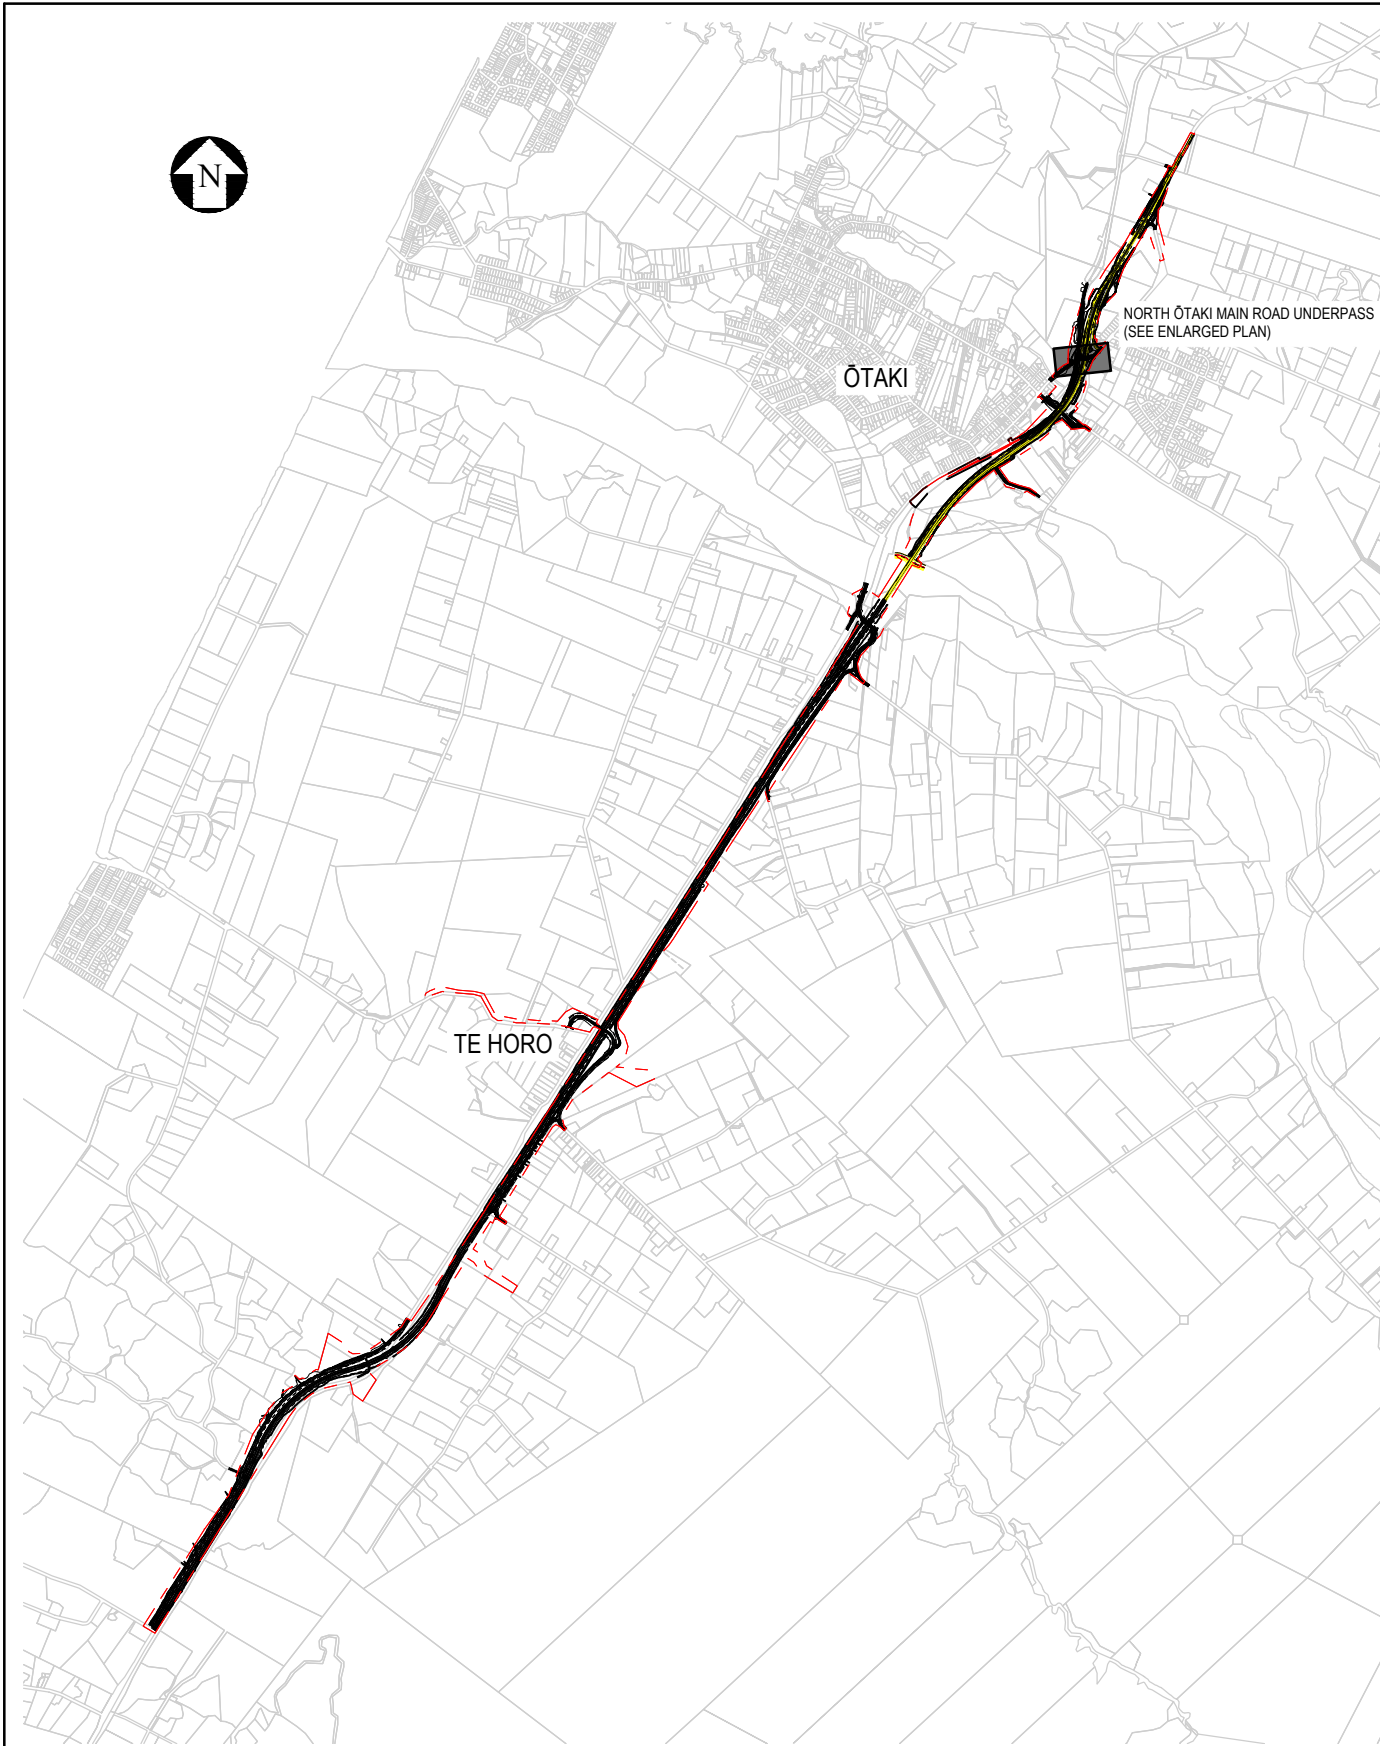 N
NORTH ŌTAKI MAIN ROAD UNDERPASS
(SEE ENLARGED PLAN)
ŌTAKI
TE HORO